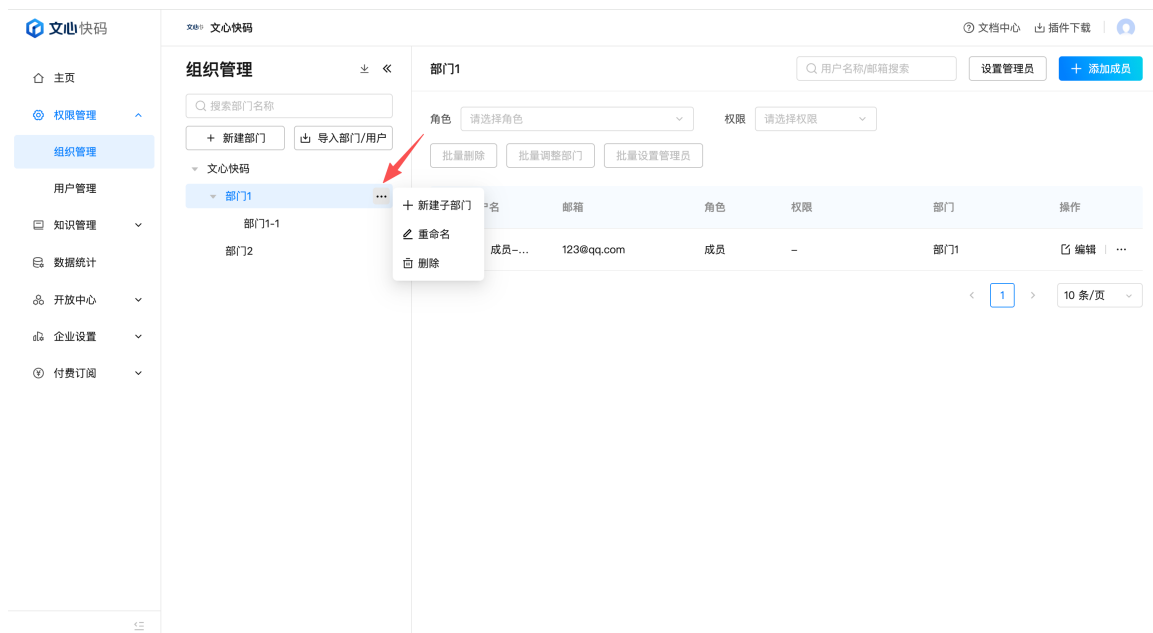 文心快码
文心快码
文档中心
插件下载
主页
权限管理
组织管理
用户管理
知识管理
数据统计
开放中心
企业设置
付费订阅
组织管理
搜索部门名称
新建部门
导入部门/用户
文心快码
部门1
部门1-1
部门2
新建子部门
重命名
删除
部门1
用户名称/邮箱搜索
设置管理员
添加成员
角色
请选择角色
权限
请选择权限
批量删除
批量调整部门
批量设置管理员
户名
邮箱
角色
权限
部门
操作
成员-...
123@qq.com
成员
-
部门1
编辑
...
1
10 条/页